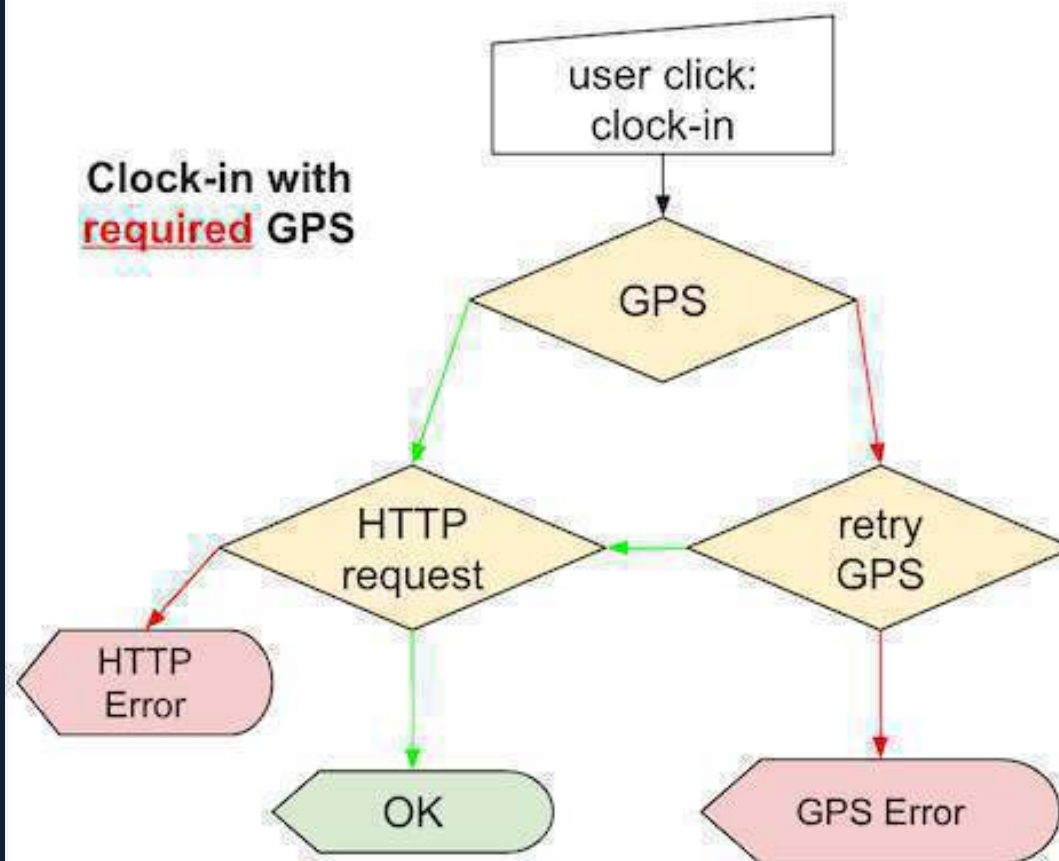 user click:
clock-in
Clock-in with
required GPS
GPS
HTTP
request
retry
GPS
HTTP
Error
OK
GPS Error